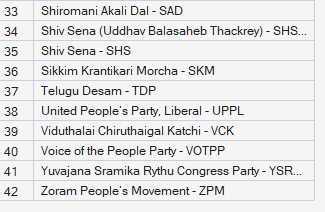 33 Shiromani Akali Dal - SAD
34 Shiv Sena (Uddhav Balasaheb Thackrey) - SHS...
35 Shiv Sena - SHS
36 Sikkim Krantikari Morcha - SKM
37 Telugu Desam - TDP
38 United People's Party, Liberal - UPPL
39 Viduthalai Chiruthaigal Katchi - VCK
40 Voice of the People Party - VOTPP
41 Yuvajana Sramika Rythu Congress Party - YSR...
42 Zoram People's Movement - ZPM